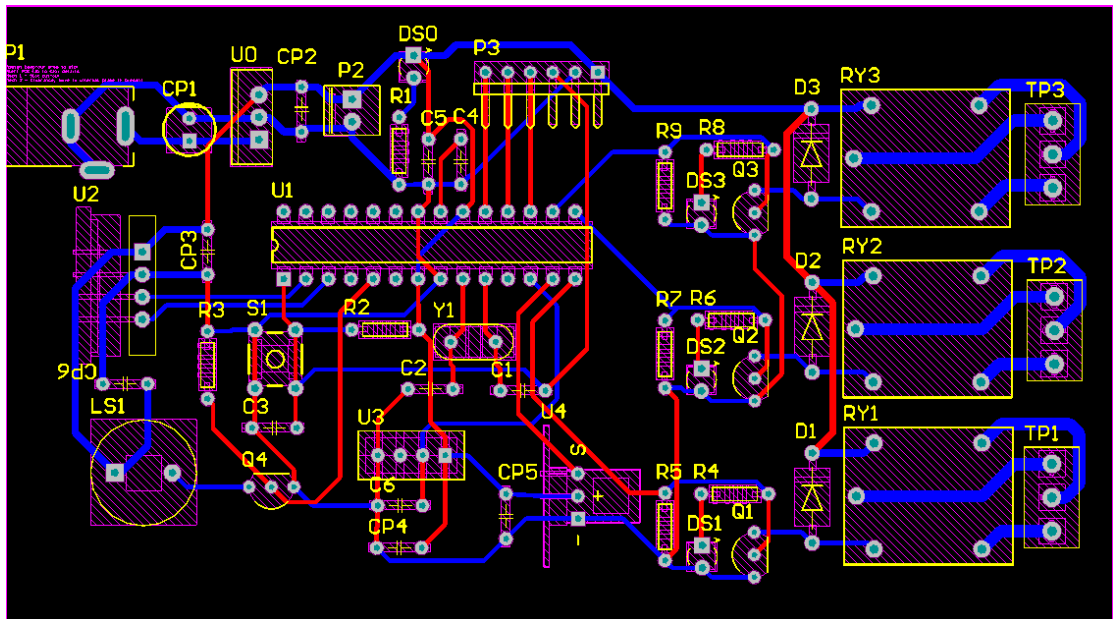 DS0
P1
U0
CP2
P2
P3
D3
RY3
TP3
CP1
R1
C5
C4
R9
R8
Q3
U2
U1
DS3
CP3
D2
RY2
TP2
R3
S1
R2
Y1
R7
R6
Q2
DS2
Cp6
C2
C1
LS1
C3
U3
U4
D1
RY1
TP1
S
Q4
CP5
R5
R4
+
C6
Q1
CP4
DS1
-